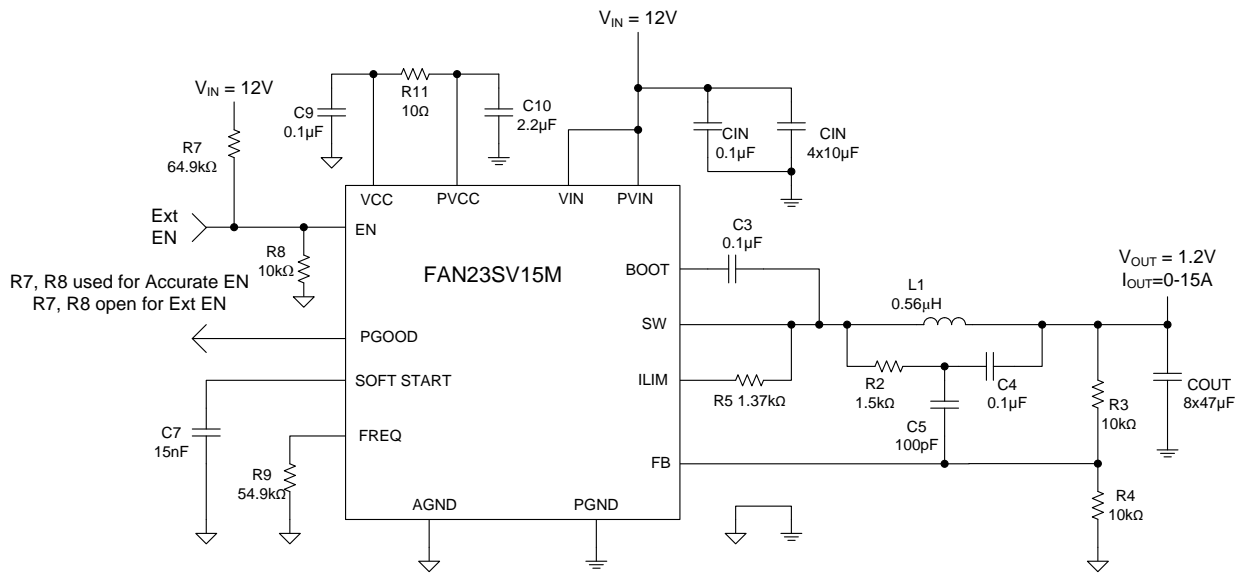 VIN = 12V
VIN = 12V
R11
10Ω
C9
0.1µF
C10
2.2µF
CIN
0.1µF
CIN
4x10µF
R7
64.9kΩ
VCC
PVCC
VIN
PVIN
Ext
EN
EN
R8
10kΩ
C3
0.1µF
FAN23SV15M
BOOT
R7, R8 used for Accurate EN
R7, R8 open for Ext EN
VOUT = 1.2V
IOUT=0-15A
L1
0.56µH
SW
PGOOD
SOFT START
ILIM
R5 1.37kΩ
R2
1.5kΩ
C4
0.1µF
R3
10kΩ
COUT
8x47µF
C7
15nF
FREQ
C5
100pF
FB
R9
54.9kΩ
AGND
PGND
R4
10kΩ